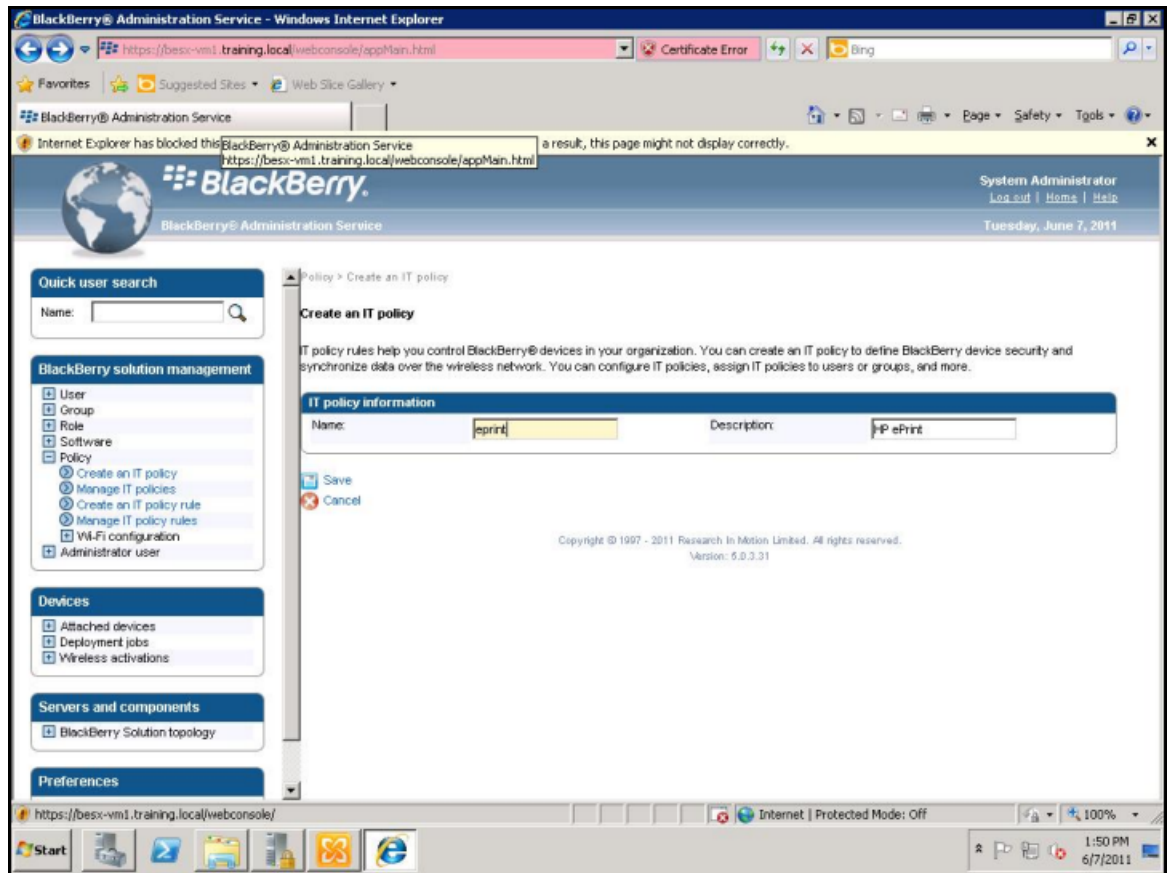 BlackBerry® Administration Service - Windows Internet Explorer
https://besx-vm1.training.local/webconsole/appMain.html
Certificate Error
Bing
Favorites
Suggested Sites
Web Slice Gallery
BlackBerry® Administration Service
Page
Safety
Tools
Internet Explorer has blocked this
a result, this page might not display correctly.
BlackBerry® Administration Service
https://besx-vm1.training.local/webconsole/appMain.html
BlackBerry.
System Administrator
Log out | Home | Help
BlackBerry® Administration Service
Tuesday, June 7, 2011
Quick user search
Name:
BlackBerry solution management
User
Group
Role
Software
Policy
Create an IT policy
Manage IT policies
Create an IT policy rule
Manage IT policy rules
Wi-Fi configuration
Administrator user
Devices
Attached devices
Deployment jobs
Wireless activations
Servers and components
BlackBerry Solution topology
Preferences
Policy > Create an IT policy
Create an IT policy
IT policy rules help you control BlackBerry® devices in your organization. You can create an IT policy to define BlackBerry device security and
synchronize data over the wireless network. You can configure IT policies, assign IT policies to users or groups, and more.
IT policy information
Name: eprint Description: HP ePrint
Save
Cancel
Copyright © 1997 - 2011 Research In Motion Limited. All rights reserved.
Version: 5.0.3.31
https://besx-vm1.training.local/webconsole/
Internet | Protected Mode: Off
100%
Start
1:50 PM
6/7/2011